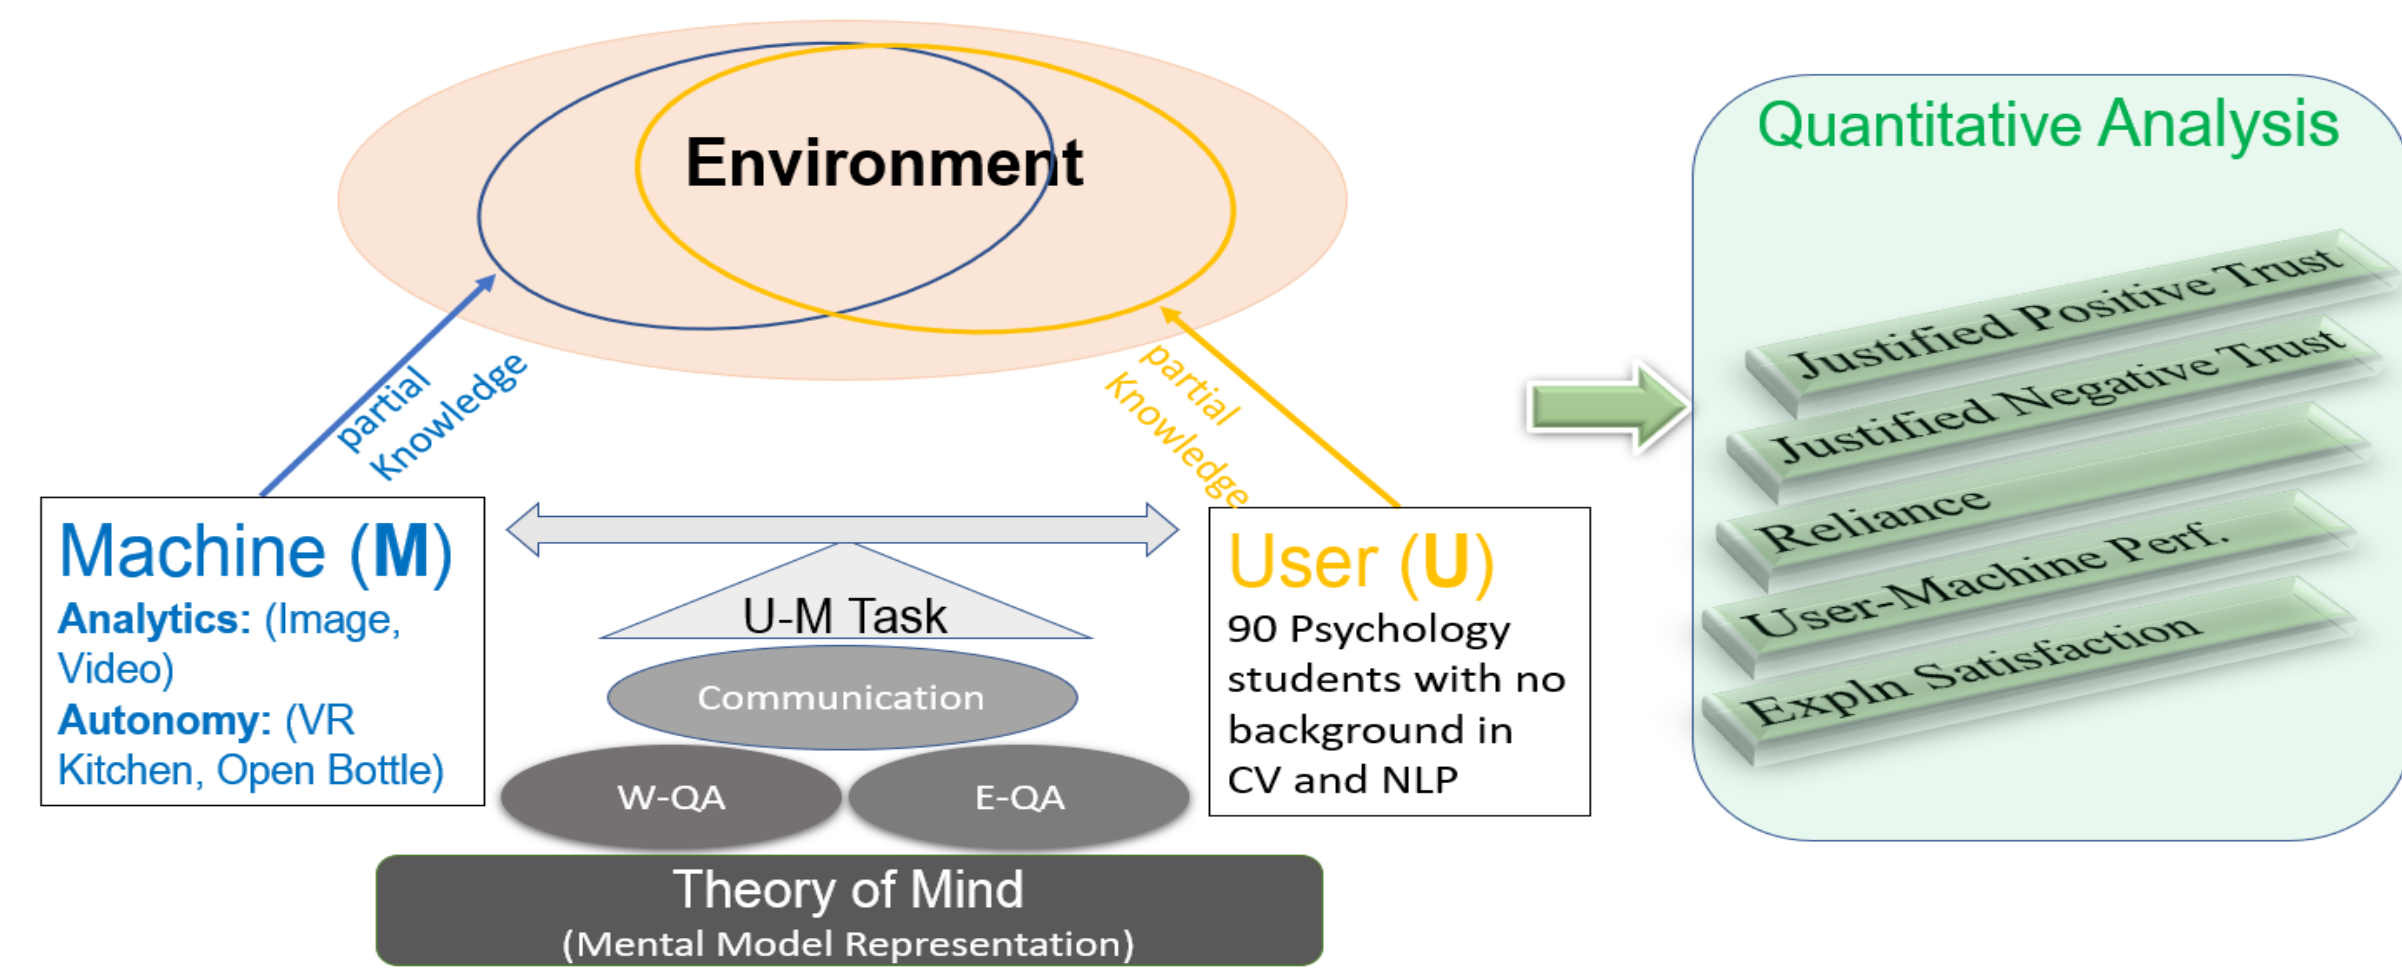 Environment
partial
Knowledge
partial
Knowledge
Machine (M)
Analytics: (Image,
Video)
Autonomy: (VR
Kitchen, Open Bottle)
U-M Task
Communication
W-QA
E-QA
Theory of Mind
(Mental Model Representation)
User (U)
90 Psychology
students with no
background in
CV and NLP
Quantitative Analysis
Justified Positive Trust
Justified Negative Trust
Reliance
User-Machine Perf.
Expln Satisfaction